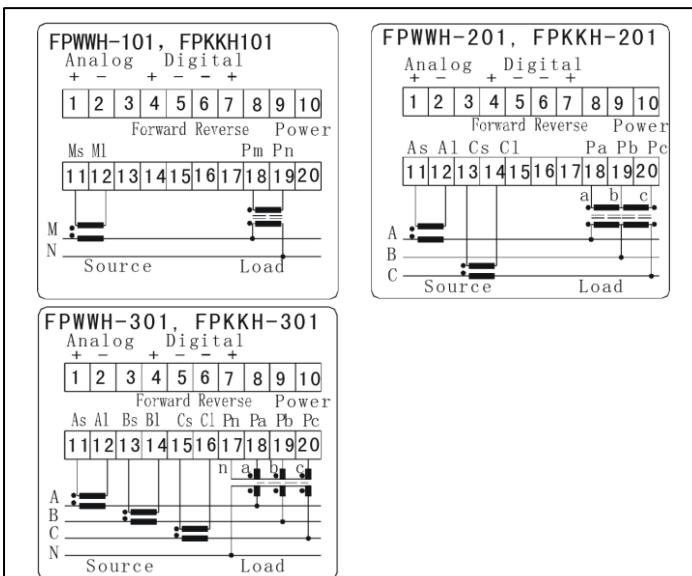 FPWWH-101, FPKKH101
Analog Digital
+ − + − − +
1 2 3 4 5 6 7 8 9 10
Forward Reverse Power
Ms Ml Pm Pn
11 12 13 14 15 16 17 18 19 20
M
N
Source Load
FPWWH-201, FPKKH-201
Analog Digital
+ − + − − +
1 2 3 4 5 6 7 8 9 10
Forward Reverse Power
As Al Cs Cl Pa Pb Pc
11 12 13 14 15 16 17 18 19 20
a b c
A
B
C
Source Load
FPWWH-301, FPKKH-301
Analog Digital
+ − + − − +
1 2 3 4 5 6 7 8 9 10
Forward Reverse Power
As Al Bs Bl Cs Cl Pn Pa Pb Pc
11 12 13 14 15 16 17 18 19 20
n a b c
A
B
C
N
Source Load